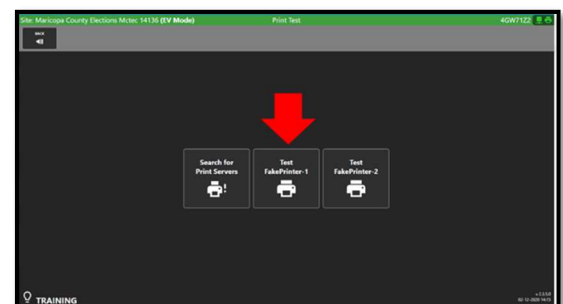 Site: Maricopa County Elections Mctec 14136 (EV Mode) Print Test 4GW71Z2
BACK
Search for Print Servers
Test FakePrinter-1
Test FakePrinter-2
TRAINING